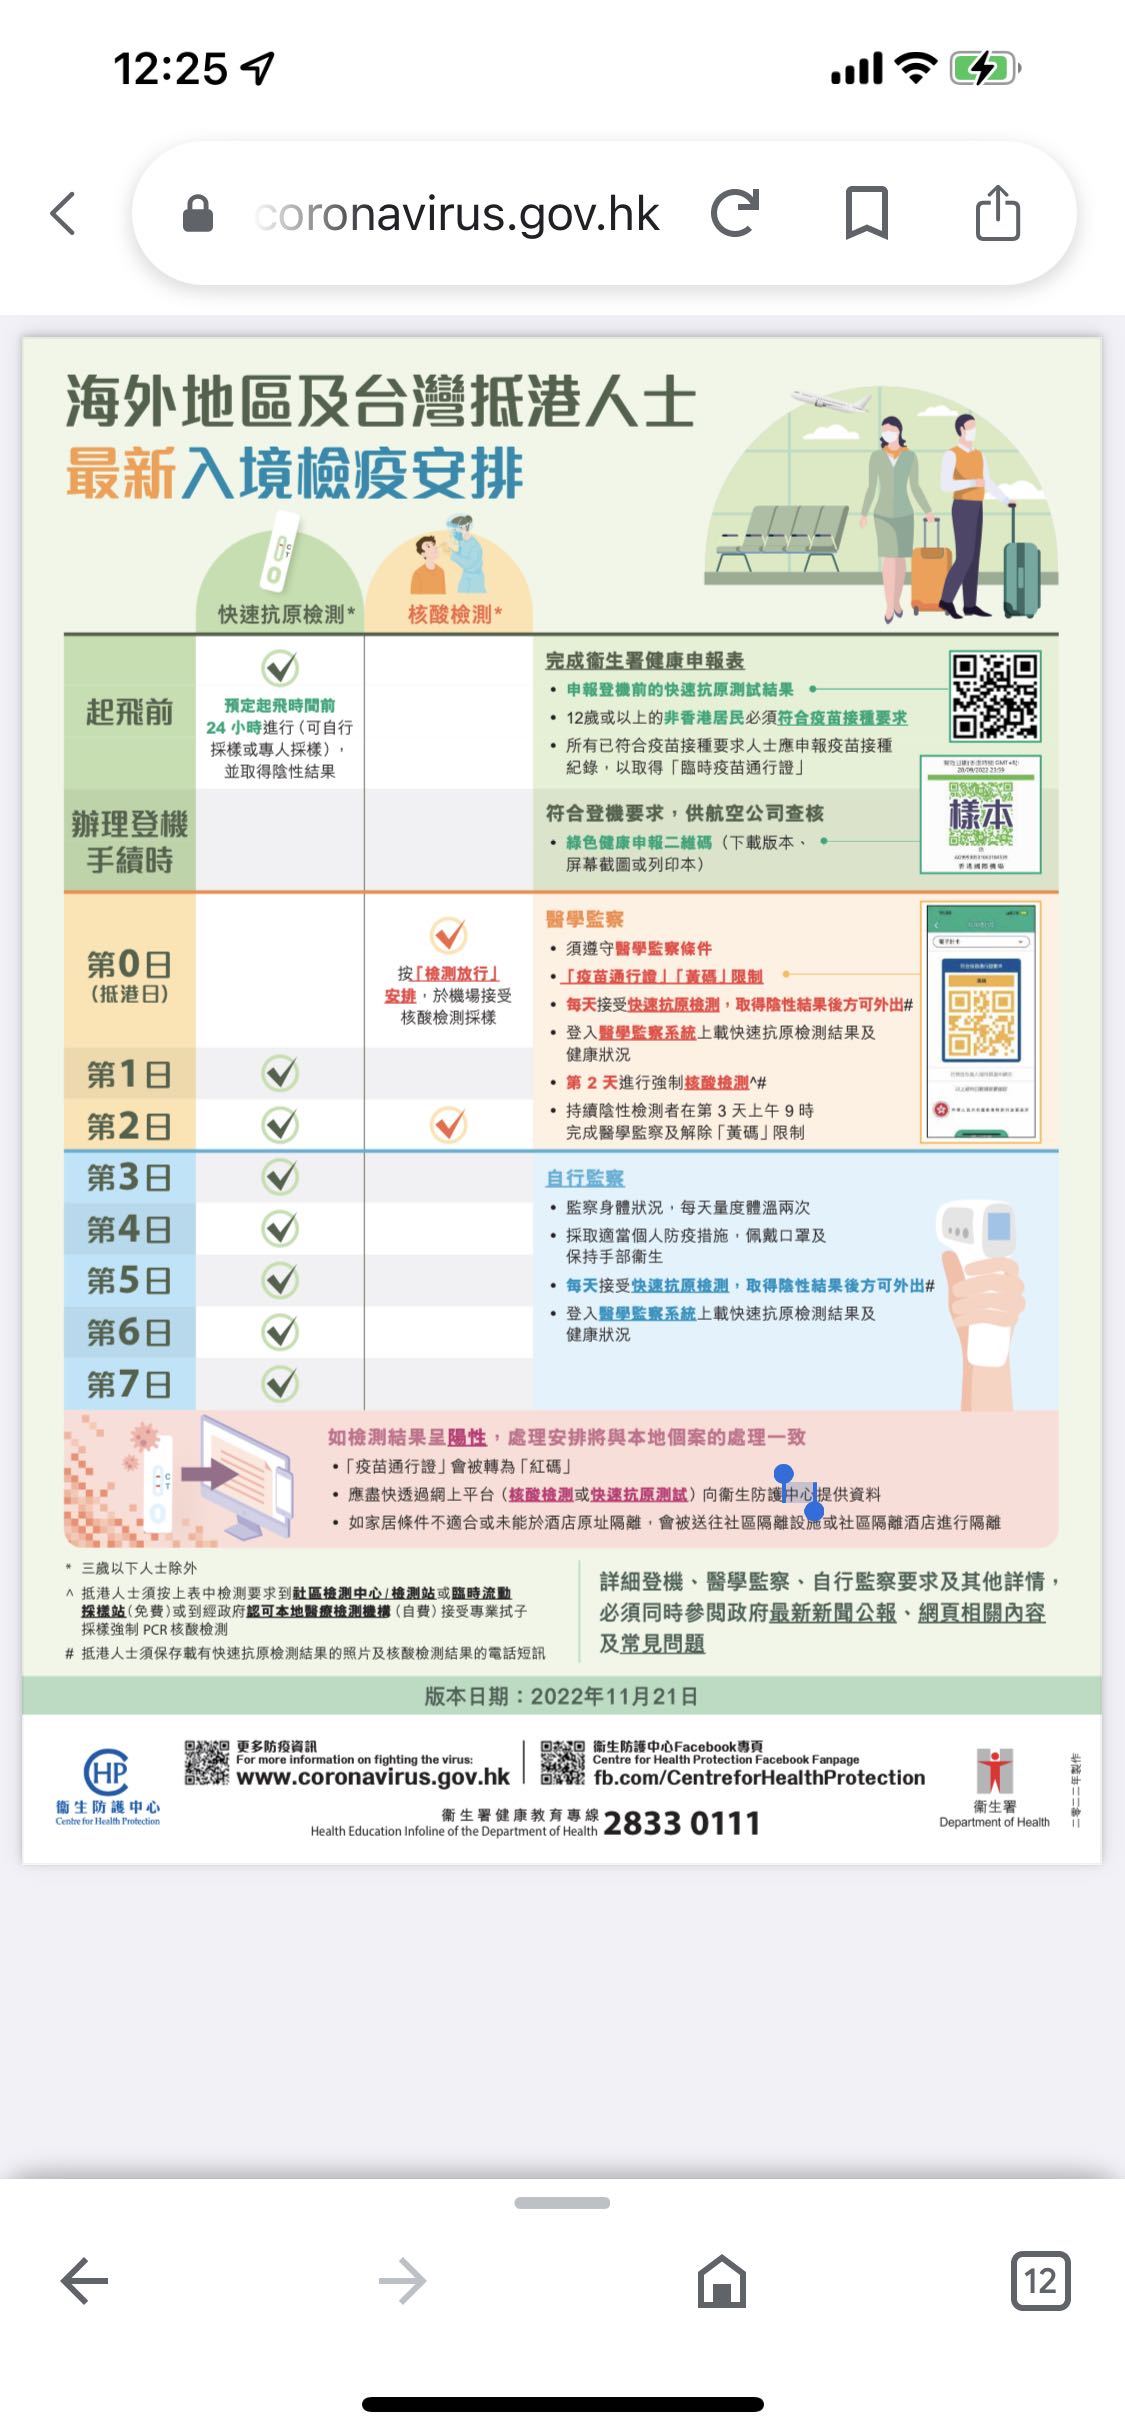 12:25
coronavirus.gov.hk
海外地區及台灣抵港人士
最新入境檢疫安排
快速抗原檢測*
核酸檢測*
起飛前
預定起飛時間前
24 小時進行(可自行
採樣或專人採樣),
並取得陰性結果
完成衞生署健康申報表
• 申報登機前的快速抗原測試結果
• 12歲或以上的非香港居民必須符合疫苗接種要求
• 所有已符合疫苗接種要求人士應申報疫苗接種
紀錄,以取得「臨時疫苗通行證」
28/09/2022 23:59
樣本
香港國際機場
辦理登機
手續時
符合登機要求,供航空公司查核
• 綠色健康申報二維碼(下載版本、
屏幕截圖或列印本)
第0日
(抵港日)
按「檢測放行」
安排,於機場接受
核酸檢測採樣
醫學監察
• 須遵守醫學監察條件
•「疫苗通行證」「黃碼」限制
• 每天接受快速抗原檢測,取得陰性結果後方可外出#
• 登入醫學監察系統上載快速抗原檢測結果及
健康狀況
• 第 2 天進行強制核酸檢測^#
• 持續陰性檢測者在第 3 天上午 9 時
完成醫學監察及解除「黃碼」限制
第1日
第2日
第3日
第4日
第5日
第6日
第7日
自行監察
• 監察身體狀況,每天量度體溫兩次
• 採取適當個人防疫措施,佩戴口罩及
保持手部衞生
• 每天接受快速抗原檢測,取得陰性結果後方可外出#
• 登入醫學監察系統上載快速抗原檢測結果及
健康狀況
C
T
如檢測結果呈陽性,處理安排將與本地個案的處理一致
•「疫苗通行證」會被轉為「紅碼」
• 應盡快透過網上平台(核酸檢測或快速抗原測試)向衞生防護中心提供資料
• 如家居條件不適合或未能於酒店原址隔離,會被送往社區隔離設施或社區隔離酒店進行隔離
* 三歲以下人士除外
^ 抵港人士須按上表中檢測要求到社區檢測中心/檢測站或臨時流動
採樣站(免費)或到經政府認可本地醫療檢測機構(自費)接受專業拭子
採樣強制 PCR 核酸檢測
# 抵港人士須保存載有快速抗原檢測結果的照片及核酸檢測結果的電話短訊
詳細登機、醫學監察、自行監察要求及其他詳情,
必須同時參閱政府最新新聞公報、網頁相關內容
及常見問題
版本日期:2022年11月21日
CHP
衞生防護中心
Centre for Health Protection
更多防疫資訊
For more information on fighting the virus:
www.coronavirus.gov.hk
衞生防護中心Facebook專頁
Centre for Health Protection Facebook Fanpage
fb.com/CentreforHealthProtection
衞生署健康教育專線
Health Education Infoline of the Department of Health 2833 0111
衞生署
Department of Health
二零二二年製作
12